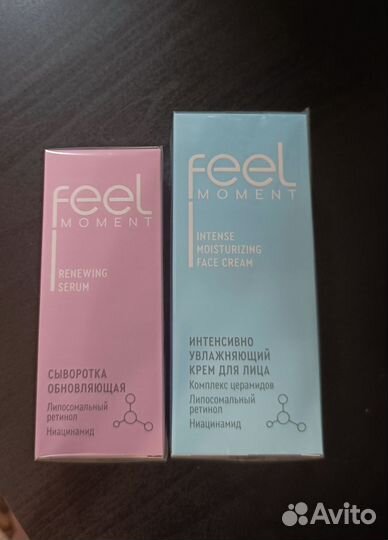 feel
MOMENT
RENEWING
SERUM
СЫВОРОТКА
ОБНОВЛЯЮЩАЯ
Липосомальный
ретинол
Ниацинамид
feel
MOMENT
INTENSE
MOISTURIZING
FACE CREAM
ИНТЕНСИВНО
УВЛАЖНЯЮЩИЙ
КРЕМ ДЛЯ ЛИЦА
Комплекс церамидов
Липосомальный
ретинол
Ниацинамид
Avito